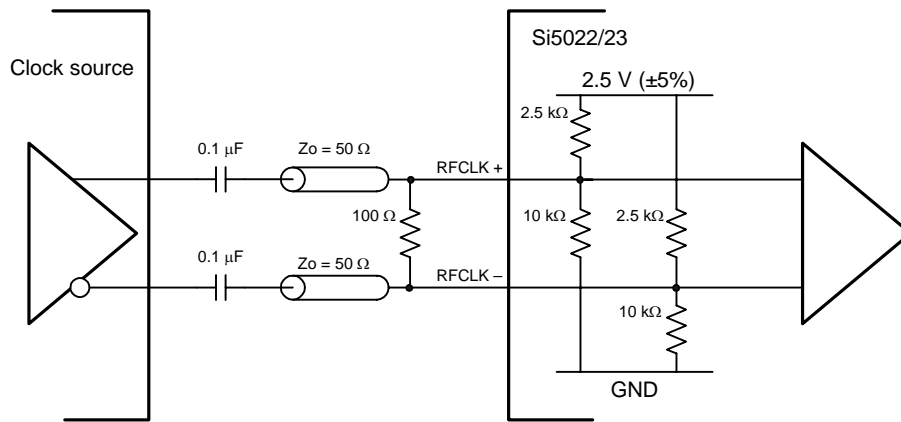 Si5022/23
Clock source
2.5 V (±5%)
2.5 kΩ
0.1 μF
Zo = 50 Ω
RFCLK +
100 Ω
10 kΩ
2.5 kΩ
0.1 μF
Zo = 50 Ω
RFCLK –
10 kΩ
GND